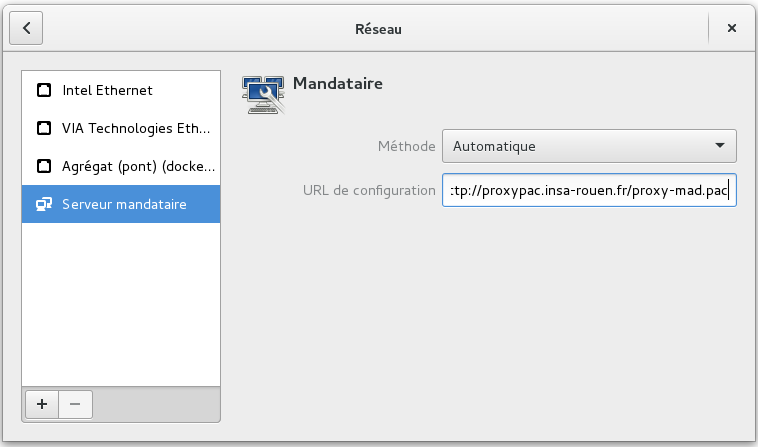 Réseau
Intel Ethernet
VIA Technologies Eth...
Agrégat (pont) (docke...
Serveur mandataire
Mandataire
Méthode
Automatique
URL de configuration
tp://proxypac.insa-rouen.fr/proxy-mad.pac